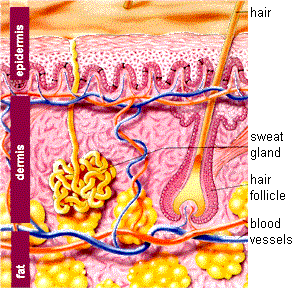 hair
epidermis
dermis
sweat
gland
hair
follicle
blood
vessels
fat